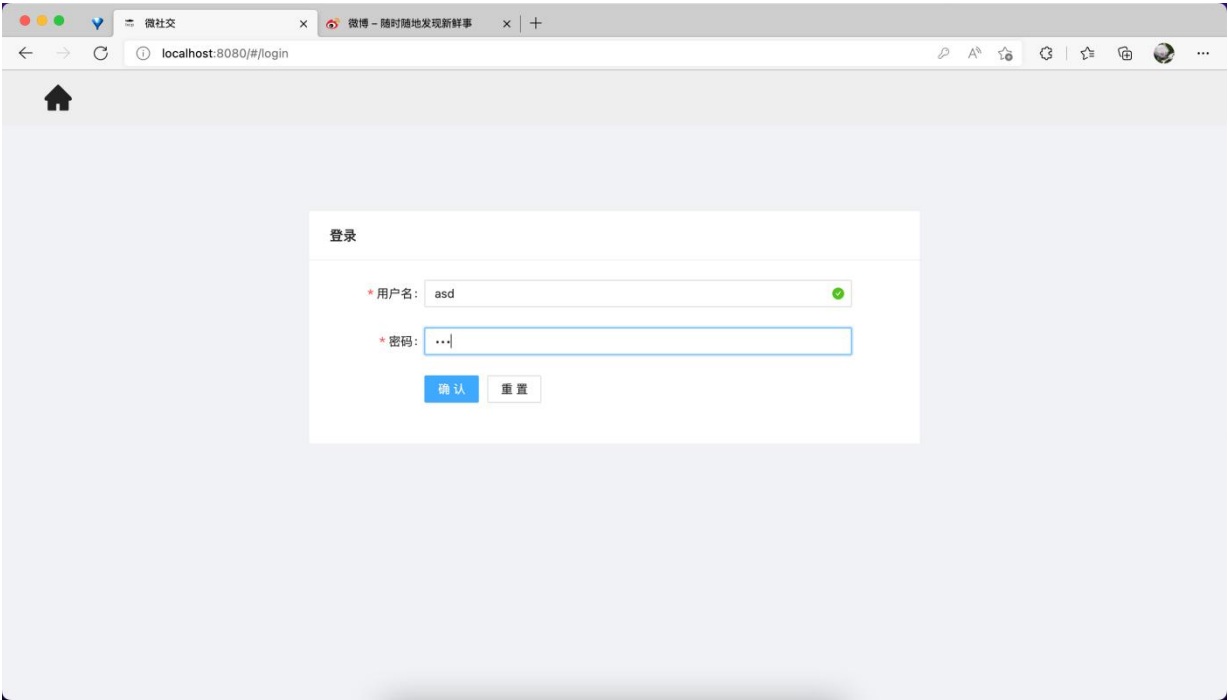 微社交
微博 – 随时随地发现新鲜事
localhost:8080/#/login
登录
* 用户名: asd
* 密码: •••
确 认 重 置